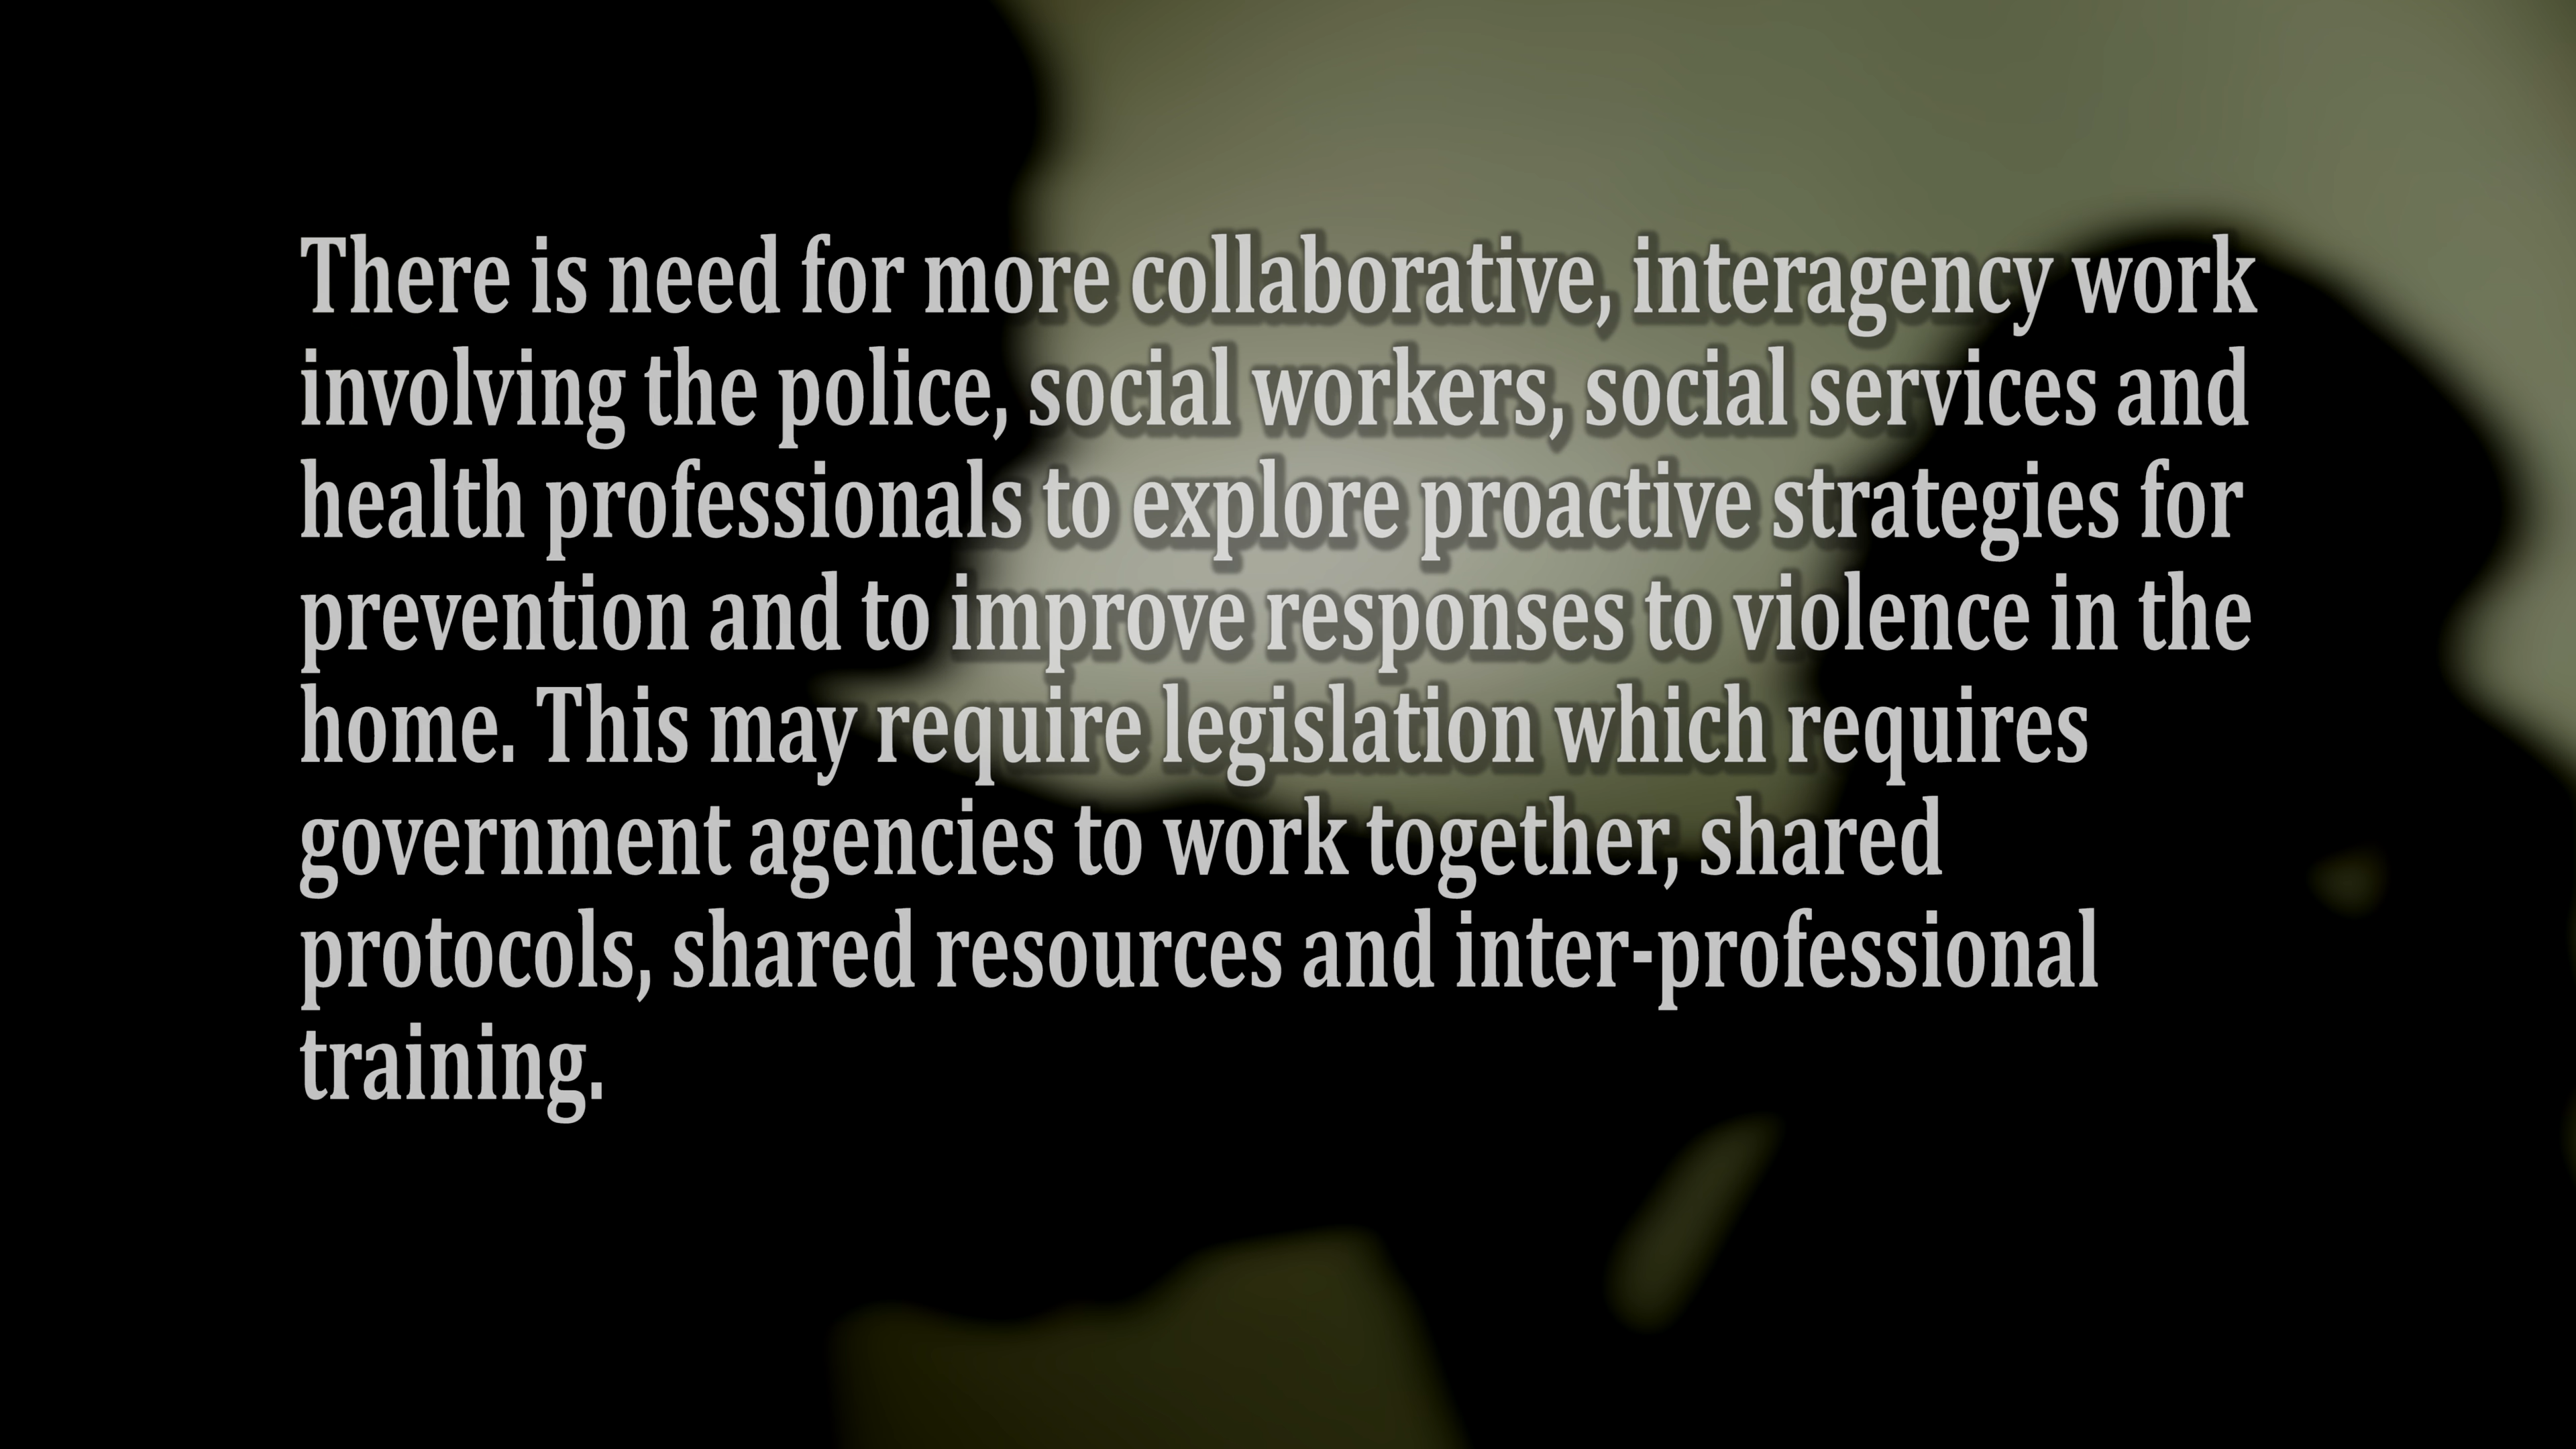 There is need for more collaborative, interagency work
involving the police, social workers, social services and
health professionals to explore proactive strategies for
prevention and to improve responses to violence in the
home. This may require legislation which requires
government agencies to work together, shared
protocols, shared resources and inter-professional
training.